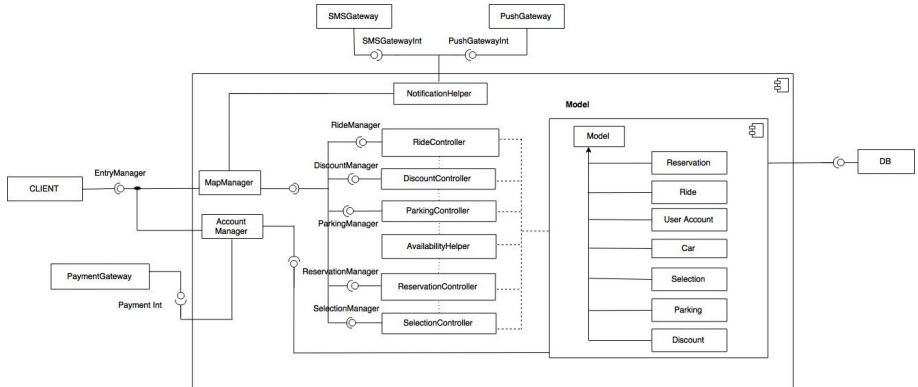 SMSGateway
PushGateway
SMSGatewayInt
PushGatewayInt
NotificationHelper
Model
RideManager
RideController
Model
Reservation
EntryManager
DiscountManager
CLIENT
MapManager
DiscountController
Ride
DB
ParkingController
User Account
ParkingManager
Account
Manager
AvailabilityHelper
Car
PaymentGateway
ReservationManager
ReservationController
Selection
Payment Int
SelectionManager
SelectionController
Parking
Discount